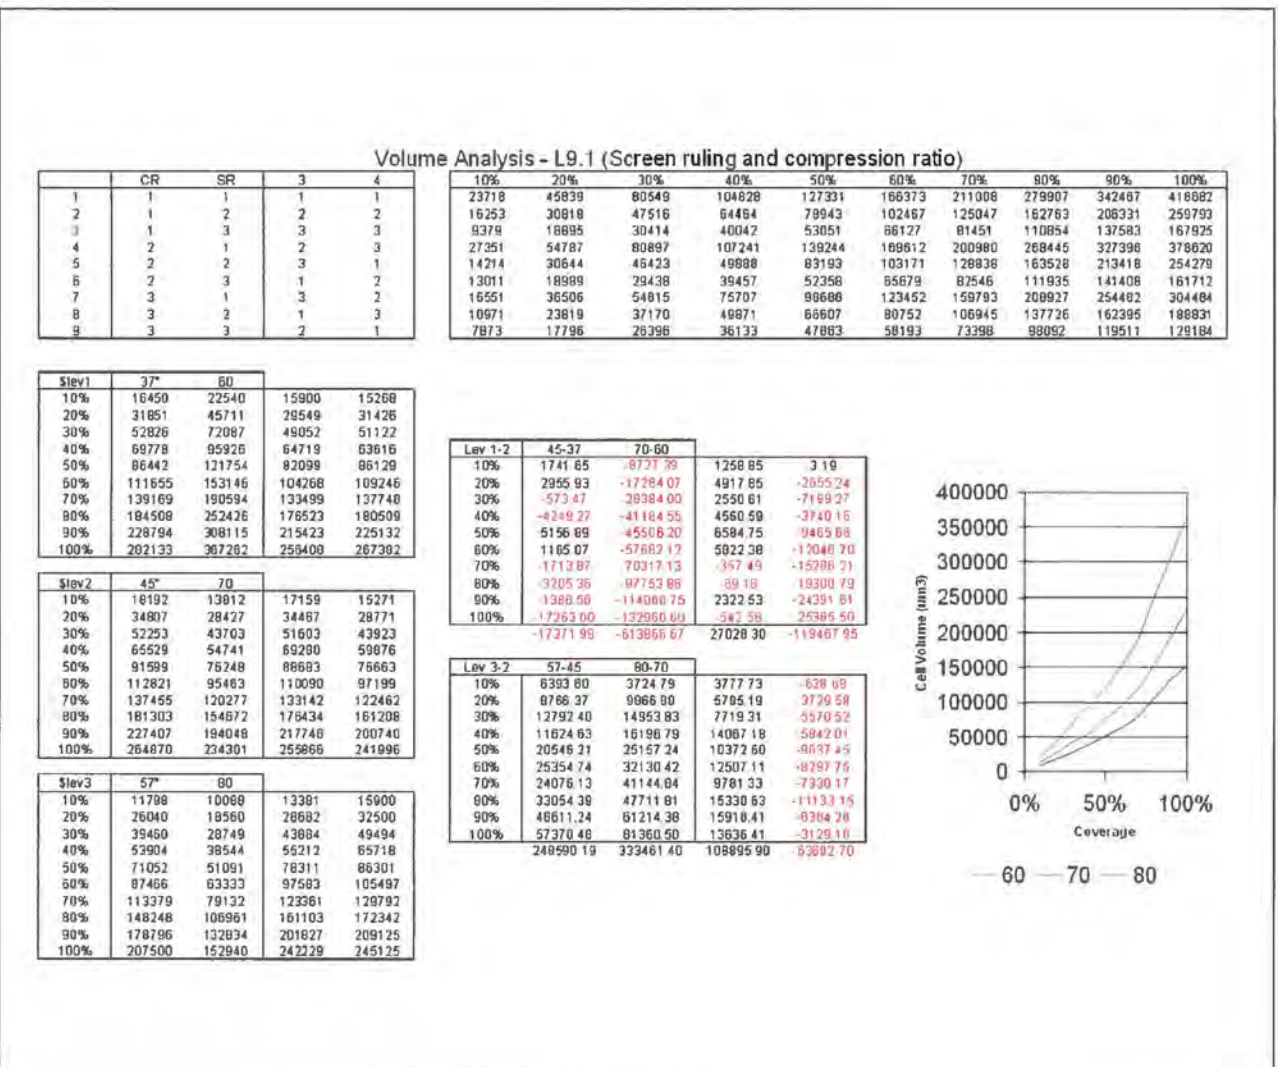 Volume Analysis - L9.1 (Screen ruling and compression ratio)
CR SR 3 4
1 1 1 1 1
2 1 2 2 2
3 1 3 3 3
4 2 1 2 3
5 2 2 3 1
6 2 3 1 2
7 3 1 3 2
8 3 2 1 3
9 3 3 2 1
10% 20% 30% 40% 50% 60% 70% 80% 90% 100%
23718 45839 80549 104828 127331 166373 211008 279907 342467 418682
16253 30818 47516 64464 78943 102467 125047 162763 206331 259793
9379 18895 30414 40042 53051 66127 81451 110854 137583 167925
27351 54787 80897 107241 139244 169612 200980 268445 327396 378620
14214 30644 46423 49888 83193 103171 128838 163528 213418 254279
13011 18989 29438 39457 52358 65679 82546 111935 141408 161712
16551 36506 54815 75707 98688 123452 159793 208927 254482 304484
10971 23819 37170 49871 66607 80752 106945 137726 162395 188831
7873 17796 26396 36133 47883 58193 73398 98092 119511 129184
Slev1 37° 60
10% 16450 22540 15900 15268
20% 31851 45711 29549 31426
30% 52826 72087 49052 51122
40% 69778 95926 64719 63616
50% 86442 121754 82099 86129
60% 111655 153146 104268 109246
70% 139169 190594 133499 137748
80% 184508 252426 176523 180509
90% 228794 308115 215423 225132
100% 282133 367262 256408 267382
Slev2 45° 70
10% 18192 13812 17159 15271
20% 34807 28427 34467 28771
30% 52253 43703 51603 43923
40% 65529 54741 69280 59876
50% 91599 76248 88683 76663
60% 112821 95463 110090 97199
70% 137455 120277 133142 122462
80% 181303 154672 176434 161208
90% 227407 194048 217746 200740
100% 264870 234301 255866 241996
Slev3 57° 80
10% 11798 10088 13381 15900
20% 26040 18560 28682 32500
30% 39460 28749 43884 49494
40% 53904 38544 55212 65718
50% 71052 51091 78311 86301
60% 87466 63333 97583 105497
70% 113379 79132 123361 129792
80% 148248 106961 161103 172342
90% 178796 132834 201827 209125
100% 207500 152940 242229 245125
Lev 1-2 45-37 70-60
10% 1741.65 -8727.39 1258.85 3.19
20% 2955.93 -17284.07 4917.85 -2655.24
30% -573.47 -28384.00 2550.61 -7199.27
40% -4249.27 -41184.55 4560.59 -3740.16
50% 5156.89 -45506.20 6584.75 -9465.68
60% 1165.07 -57682.12 5822.38 -12046.70
70% -1713.87 -70317.13 -357.49 -15286.21
80% -3205.36 -97753.86 -89.18 -19300.79
90% -1386.56 -114066.75 2322.53 -24391.61
100% -17263.00 -132960.60 -542.58 -25385.50
-17371.99 -613866.67 27028.30 -119467.95
Lev 3-2 57-45 80-70
10% 6393.80 3724.79 3777.73 -628.69
20% 8766.37 9866.80 5785.19 -3729.58
30% 12792.40 14953.83 7719.31 -5570.52
40% 11624.63 16196.79 14067.18 -5842.01
50% 20546.21 25157.24 10372.60 -9637.45
60% 25354.74 32130.42 12507.11 -8297.75
70% 24076.13 41144.84 9781.33 -7330.17
80% 33054.39 47711.81 15330.63 -11133.15
90% 48611.24 61214.38 15918.41 -8384.28
100% 57370.46 81360.50 13636.41 -3129.10
248590.19 333461.40 108895.90 -63682.70
400000
350000
300000
250000
200000
150000
100000
50000
0
Cell Volume (um3)
0% 50% 100%
Coverage
60 70 80